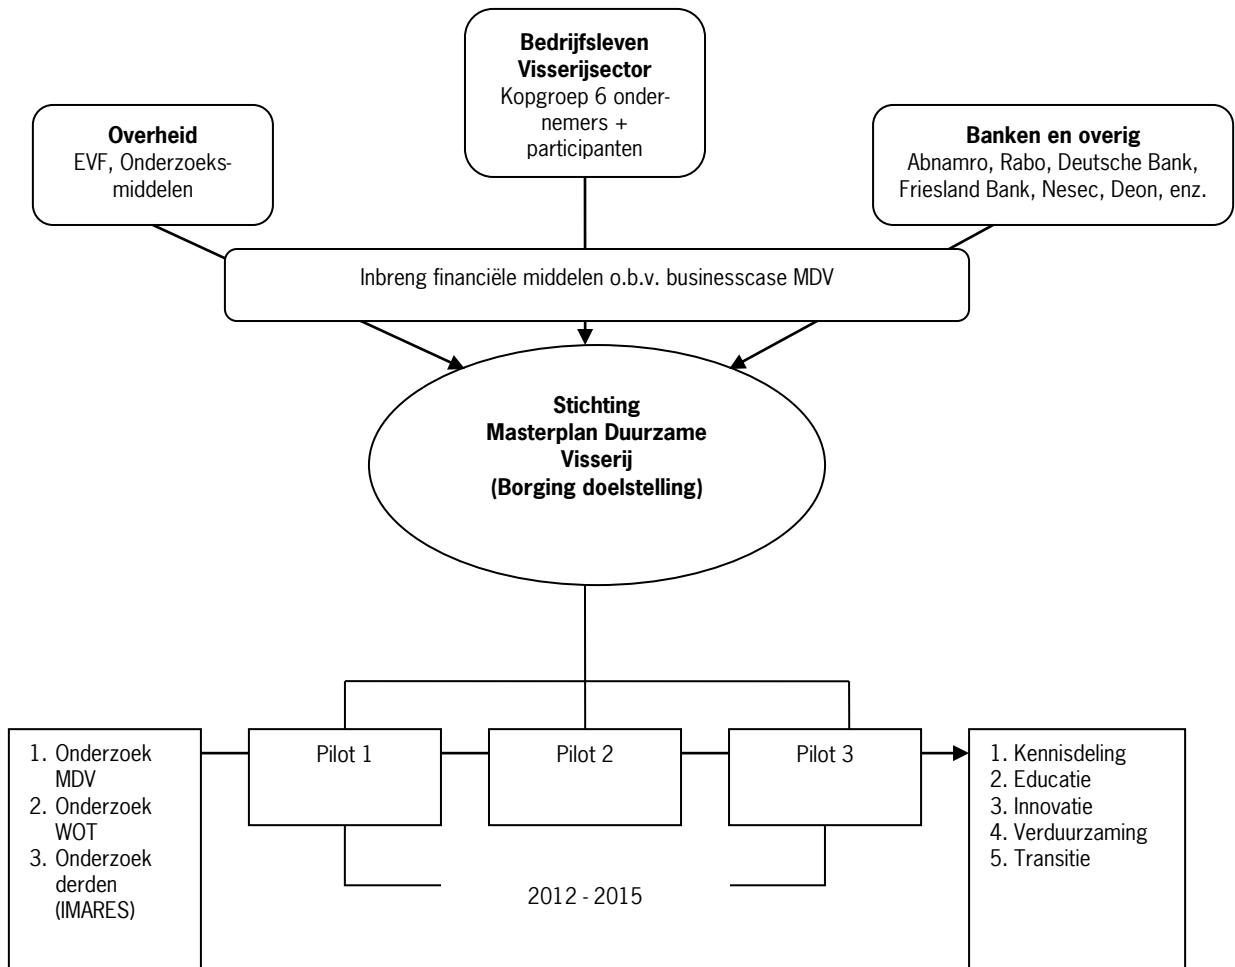 Bedrijfsleven
Visserijsector
Kopgroep 6 onder-
nemers +
participanten
Overheid
EVF, Onderzoeks-
middelen
Banken en overig
Abnamro, Rabo, Deutsche Bank,
Friesland Bank, Nesec, Deon, enz.
Inbreng financiële middelen o.b.v. businesscase MDV
Stichting
Masterplan Duurzame
Visserij
(Borging doelstelling)
1. Onderzoek
MDV
2. Onderzoek
WOT
3. Onderzoek
derden
(IMARES)
Pilot 1
Pilot 2
Pilot 3
1. Kennisdeling
2. Educatie
3. Innovatie
4. Verduurzaming
5. Transitie
2012 - 2015